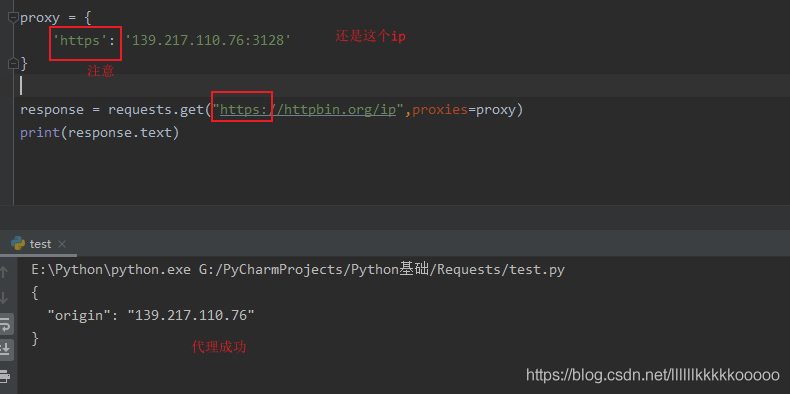 proxy = {
'https': '139.217.110.76:3128' 还是这个ip
注意
}
response = requests.get("https://httpbin.org/ip",proxies=proxy)
print(response.text)
test ×
E:\Python\python.exe G:/PyCharmProjects/Python基础/Requests/test.py
{
"origin": "139.217.110.76"
}
代理成功
https://blog.csdn.net/llllllkkkkkooooo